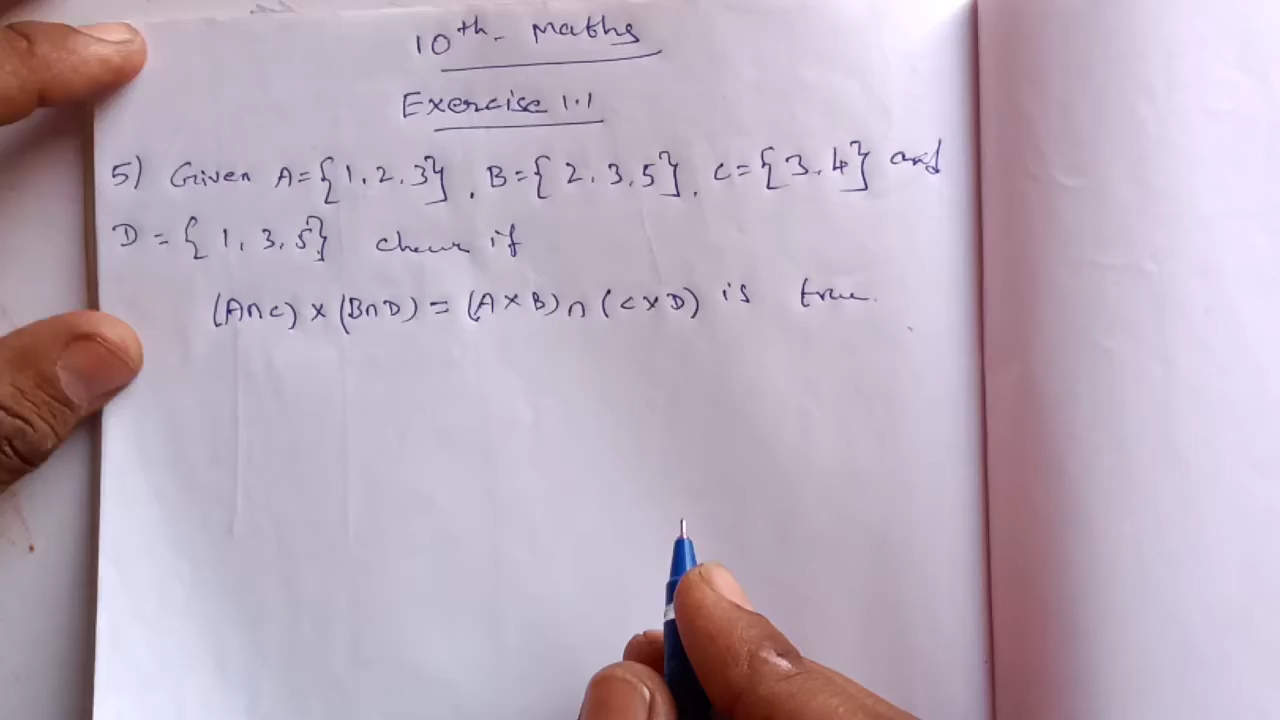 10th- Maths
Exercise 1.1
5) Given A={1,2,3}, B={2,3,5}, C={3,4} and
D={1,3,5} check if
(A∩C)×(B∩D)=(A×B)∩(C×D) is true.